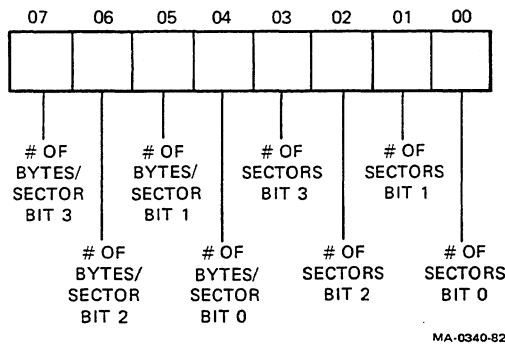 07 06 05 04 03 02 01 00
# OF
BYTES/
SECTOR
BIT 3
# OF
BYTES/
SECTOR
BIT 2
# OF
BYTES/
SECTOR
BIT 1
# OF
BYTES/
SECTOR
BIT 0
# OF
SECTORS
BIT 3
# OF
SECTORS
BIT 2
# OF
SECTORS
BIT 1
# OF
SECTORS
BIT 0
MA-0340-82